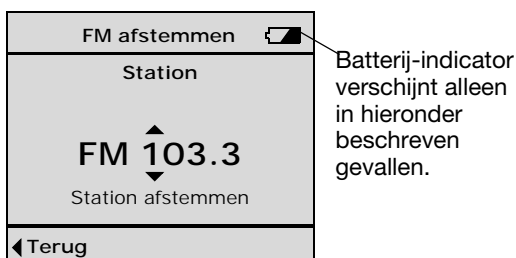 FM afstemmen
Station
FM 103.3
Station afstemmen
Terug
Batterij-indicator
verschijnt alleen
in hieronder
beschreven
gevallen.